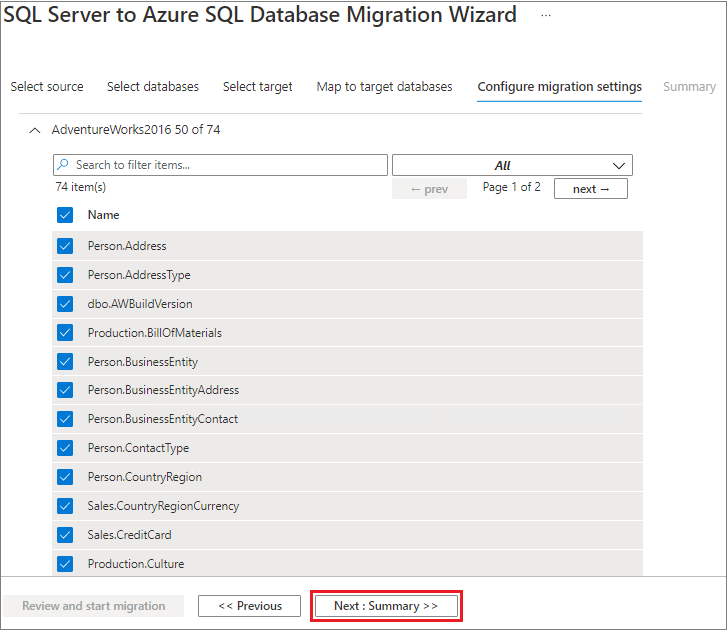 SQL Server to Azure SQL Database Migration Wizard ...
Select source Select databases Select target Map to target databases Configure migration settings Summary
AdventureWorks2016 50 of 74
Search to filter items... All
74 item(s) ← prev Page 1 of 2 next →
Name
Person.Address
Person.AddressType
dbo.AWBuildVersion
Production.BillOfMaterials
Person.BusinessEntity
Person.BusinessEntityAddress
Person.BusinessEntityContact
Person.ContactType
Person.CountryRegion
Sales.CountryRegionCurrency
Sales.CreditCard
Production.Culture
Review and start migration << Previous Next : Summary >>